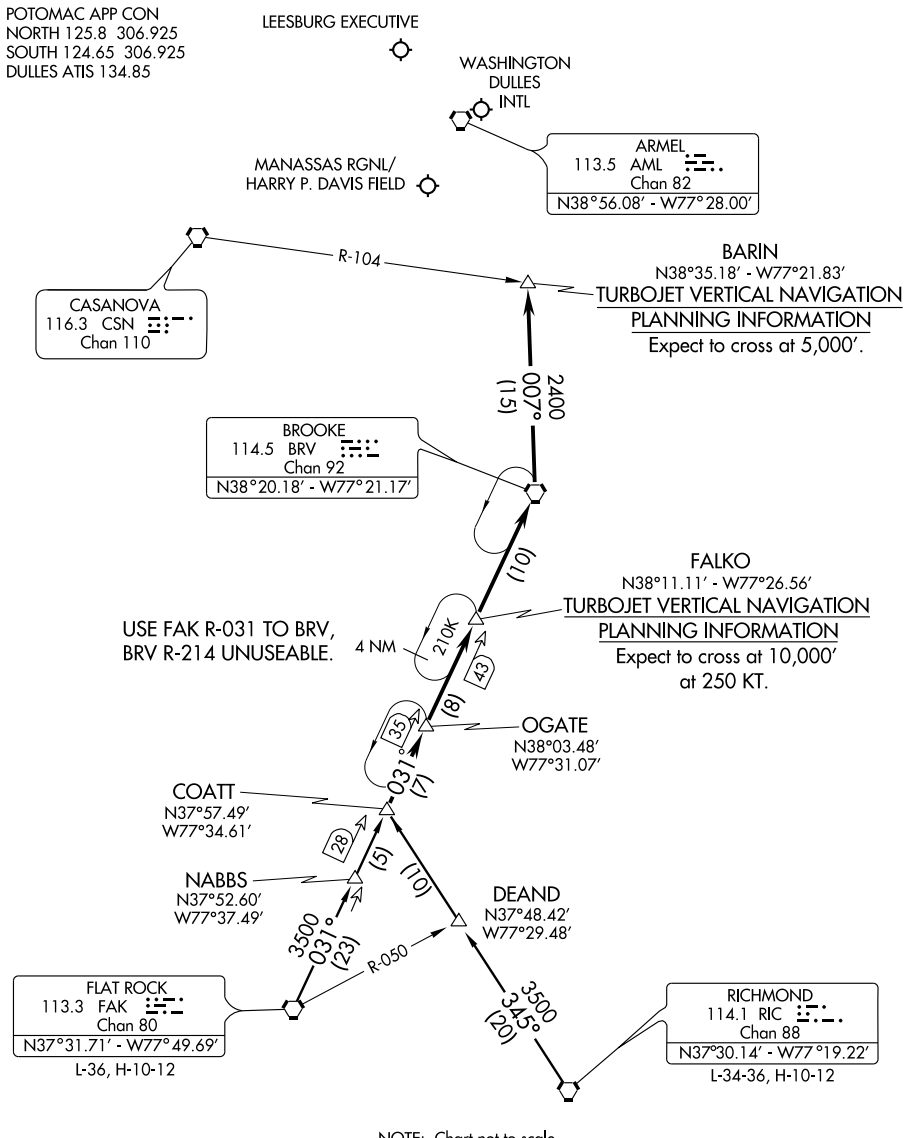 POTOMAC APP CON
NORTH 125.8 306.925
SOUTH 124.65 306.925
DULLES ATIS 134.85
LEESBURG EXECUTIVE
WASHINGTON
DULLES
INTL
ARMEL
113.5 AML
Chan 82
N38°56.08′ - W77°28.00′
MANASSAS RGNL/
HARRY P. DAVIS FIELD
R-104
BARIN
N38°35.18′ - W77°21.83′
TURBOJET VERTICAL NAVIGATION
PLANNING INFORMATION
Expect to cross at 5,000′.
CASANOVA
116.3 CSN
Chan 110
2400
007°
(15)
BROOKE
114.5 BRV
Chan 92
N38°20.18′ - W77°21.17′
(10)
FALKO
N38°11.11′ - W77°26.56′
TURBOJET VERTICAL NAVIGATION
PLANNING INFORMATION
Expect to cross at 10,000′
at 250 KT.
USE FAK R-031 TO BRV,
BRV R-214 UNUSEABLE.
4 NM
210K
43
(8)
35
OGATE
N38°03.48′
W77°31.07′
031°
(7)
COATT
N37°57.49′
W77°34.61′
28
(5)
(10)
NABBS
N37°52.60′
W77°37.49′
DEAND
N37°48.42′
W77°29.48′
3500
031°
(23)
R-050
3500
345°
(20)
FLAT ROCK
113.3 FAK
Chan 80
N37°31.71′ - W77°49.69′
L-36, H-10-12
RICHMOND
114.1 RIC
Chan 88
N37°30.14′ - W77°19.22′
L-34-36, H-10-12
NOTE: Chart not to scale